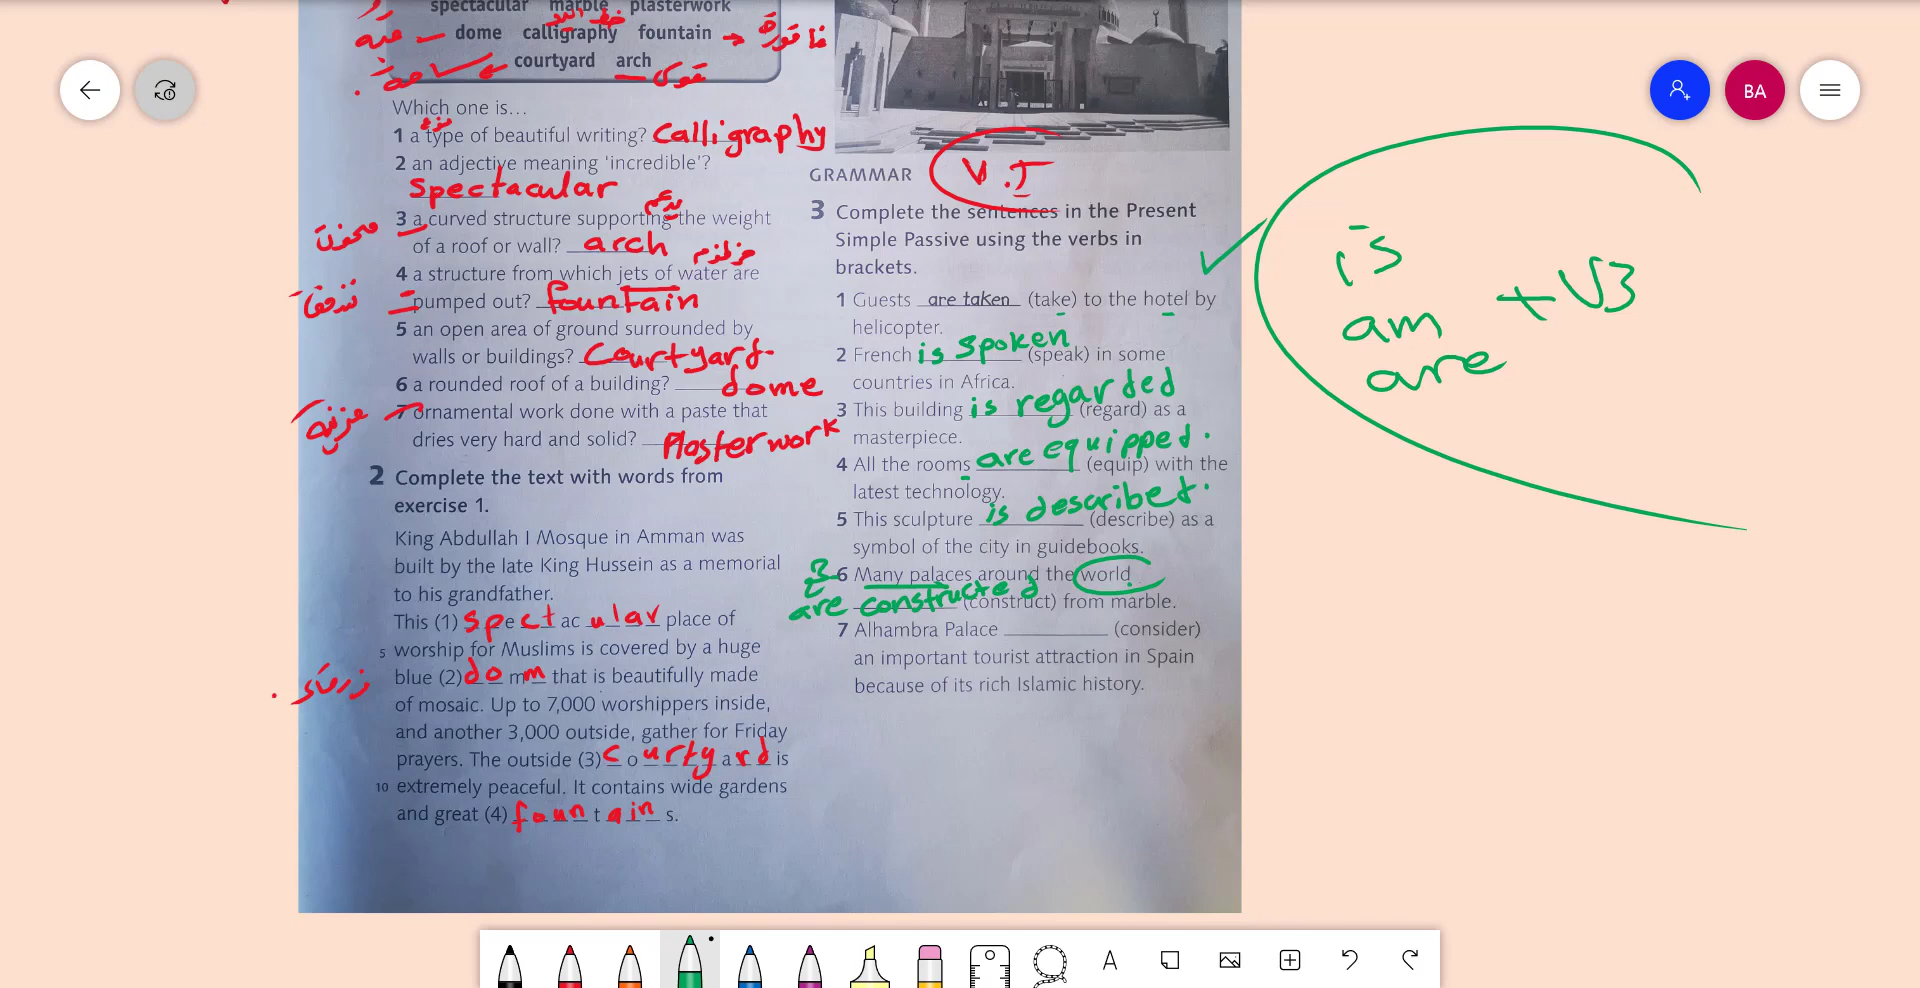 spectacular marble plasterwork
dome calligraphy fountain → نافورة
courtyard arch
ساحة
Which one is...
1 a type of beautiful writing? Calligraphy
2 an adjective meaning 'incredible'?
spectacular
3 a curved structure supporting the weight
of a roof or wall? arch
4 a structure from which jets of water are
pumped out? fountain
5 an open area of ground surrounded by
walls or buildings? Courtyard
6 a rounded roof of a building? dome
7 ornamental work done with a paste that
dries very hard and solid? Plasterwork
2 Complete the text with words from
exercise 1.
King Abdullah I Mosque in Amman was
built by the late King Hussein as a memorial
to his grandfather.
This (1) spectacular place of
5 worship for Muslims is covered by a huge
blue (2) do mm that is beautifully made
of mosaic. Up to 7,000 worshippers inside,
and another 3,000 outside, gather for Friday
prayers. The outside (3) courtyard is
10 extremely peaceful. It contains wide gardens
and great (4) fountain s.
GRAMMAR V.T
3 Complete the sentences in the Present
Simple Passive using the verbs in
brackets.
1 Guests are taken (take) to the hotel by
helicopter.
2 French is spoken (speak) in some
countries in Africa.
3 This building is regarded (regard) as a
masterpiece.
4 All the rooms are equipped. (equip) with the
latest technology.
5 This sculpture is described. (describe) as a
symbol of the city in guidebooks.
6 Many palaces around the world
are constructed (construct) from marble.
7 Alhambra Palace (consider)
an important tourist attraction in Spain
because of its rich Islamic history.
is
am + V3
are
BA
A